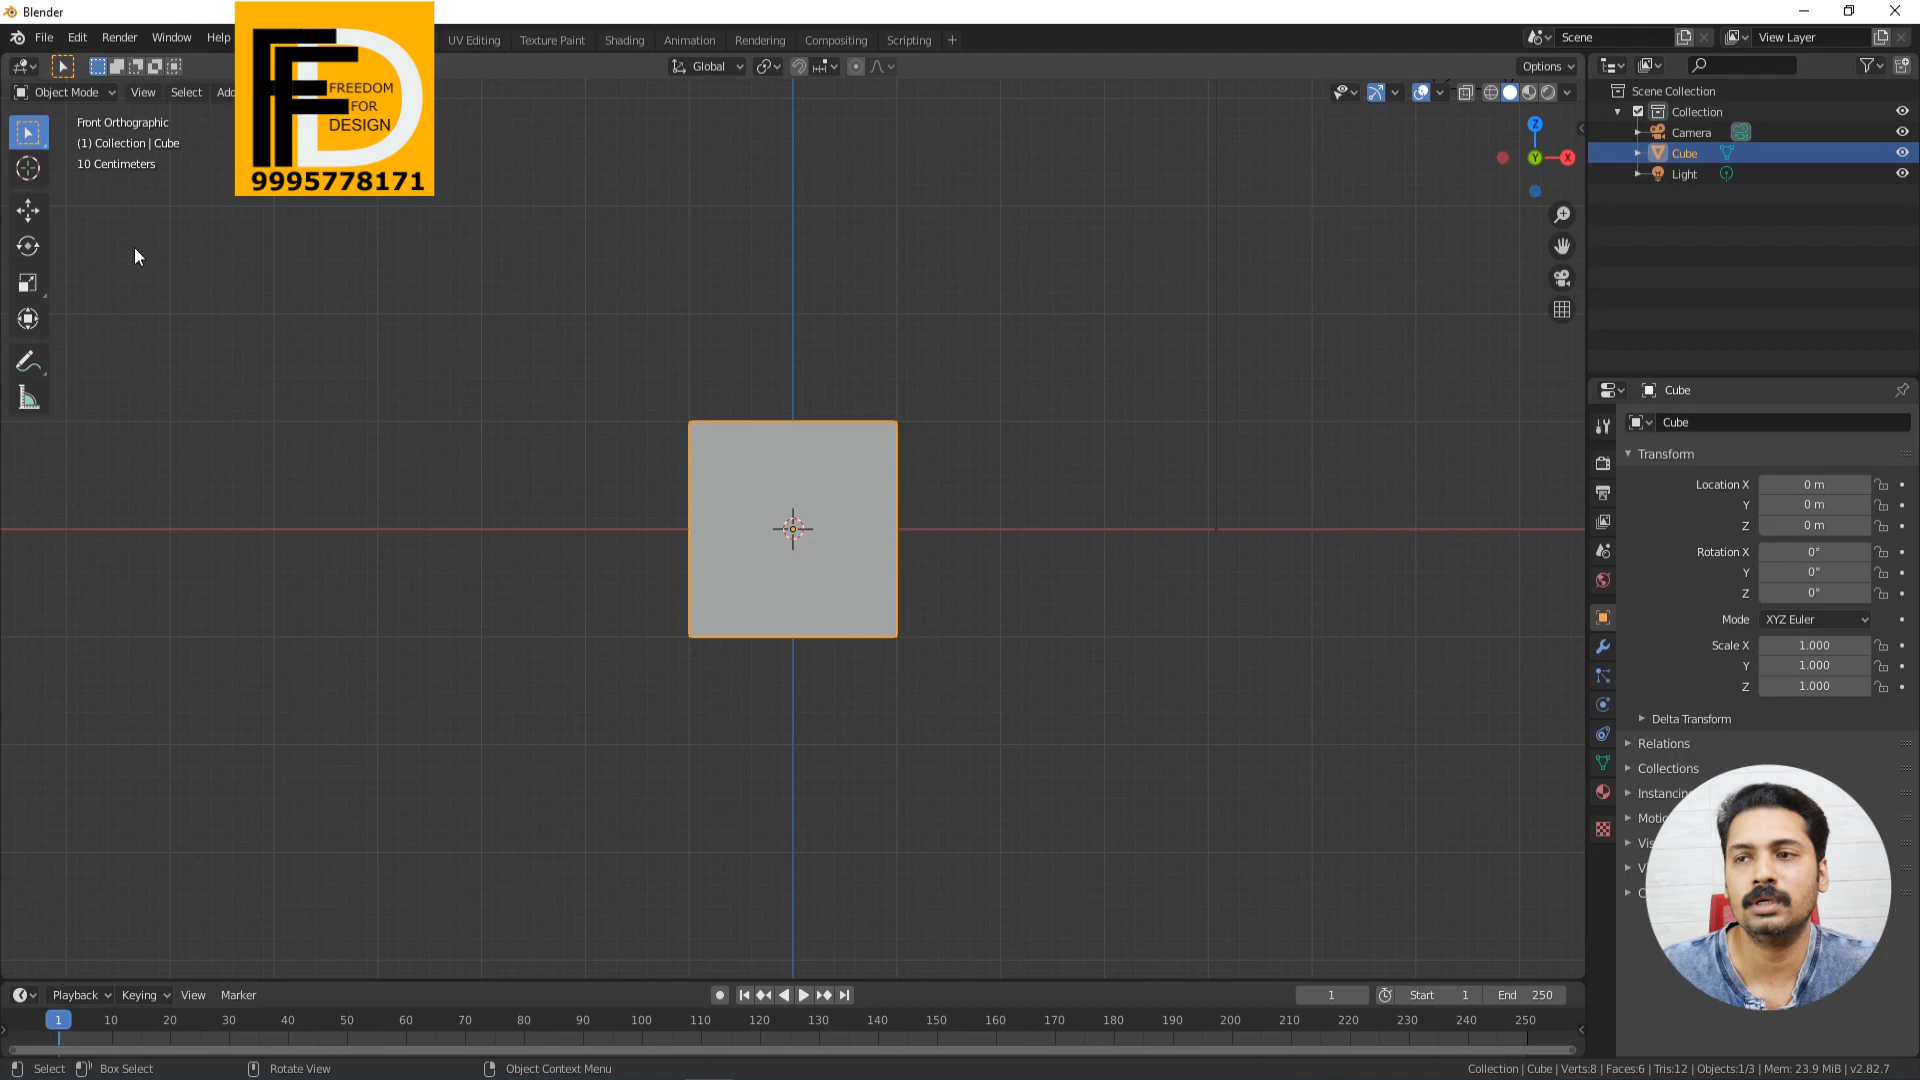 Blender
File Edit Render Window Help UV Editing Texture Paint Shading Animation Rendering Compositing Scripting Scene View Layer
Global Options
Object Mode View Select Add
Front Orthographic
(1) Collection | Cube
10 Centimeters
FREEDOM
FOR
DESIGN
9995778171
Z
Y
X
Scene Collection
Collection
Camera
Cube
Light
Cube
Cube
Transform
Location X 0 m
Y 0 m
Z 0 m
Rotation X 0°
Y 0°
Z 0°
Mode XYZ Euler
Scale X 1.000
Y 1.000
Z 1.000
Delta Transform
Relations
Collections
Playback Keying View Marker 1 Start 1 End 250
1 10 20 30 40 50 60 70 80 90 100 110 120 130 140 150 160 170 180 190 200 210 220 230 240 250
Select Box Select Rotate View Object Context Menu Collection | Cube | Verts:8 | Faces:6 | Tris:12 | Objects:1/3 | Mem: 23.9 MiB | v2.82.7